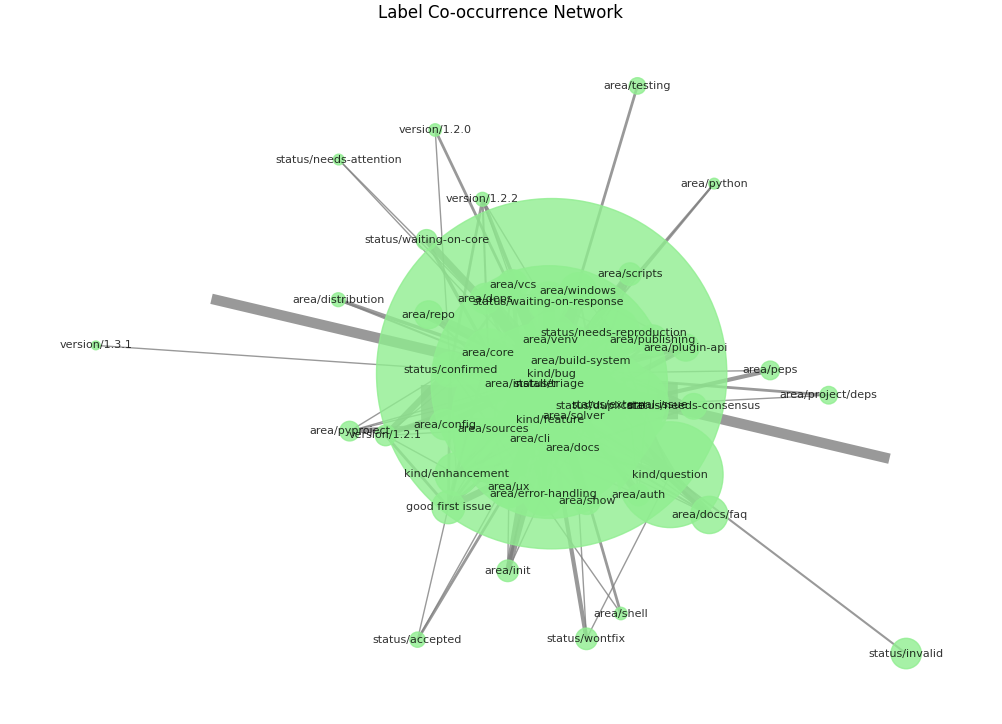 Label Co-occurrence Network
area/testing
version/1.2.0
status/needs-attention
area/python
version/1.2.2
status/waiting-on-core
area/scripts
area/vcs
area/windows
area/distribution
area/deps
status/waiting-on-response
area/repo
status/needs-reproduction
area/venv
area/publishing
version/1.3.1
area/plugin-api
area/core
area/build-system
status/confirmed
area/peps
kind/bug
area/installer
status/triage
area/project/deps
status/duplicate
status/external-issue
status/needs-consensus
area/solver
kind/feature
area/config
area/sources
area/pyproject
version/1.2.1
area/cli
area/docs
kind/enhancement
kind/question
area/ux
area/error-handling
area/auth
area/show
good first issue
area/docs/faq
area/init
area/shell
status/accepted
status/wontfix
status/invalid